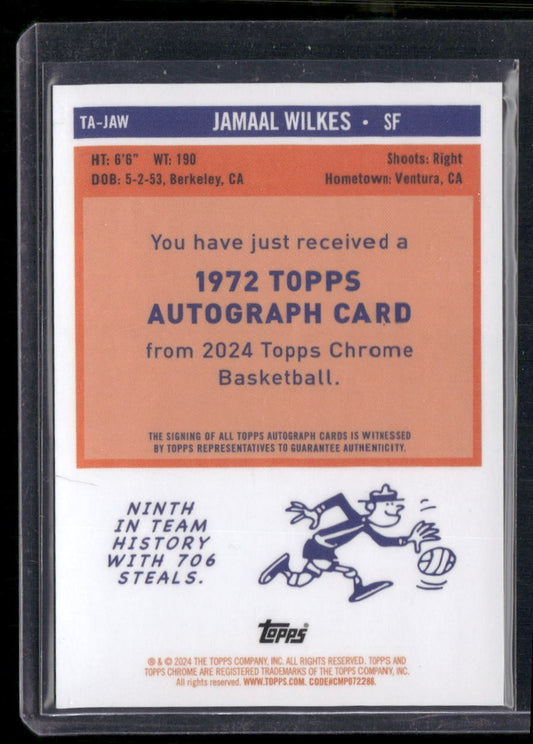 TA-JAW JAMAAL WILKES • SF
HT: 6'6" WT: 190 Shoots: Right
DOB: 5-2-53, Berkeley, CA Hometown: Ventura, CA
You have just received a
1972 TOPPS
AUTOGRAPH CARD
from 2024 Topps Chrome
Basketball.
THE SIGNING OF ALL TOPPS AUTOGRAPH CARDS IS WITNESSED
BY TOPPS REPRESENTATIVES TO GUARANTEE AUTHENTICITY.
NINTH
IN TEAM
HISTORY
WITH 706
STEALS.
Topps®
® & © 2024 THE TOPPS COMPANY, INC. ALL RIGHTS RESERVED. TOPPS AND
TOPPS CHROME ARE REGISTERED TRADEMARKS OF THE TOPPS COMPANY, INC.
All rights reserved. WWW.TOPPS.COM. CODE#CMP072286.